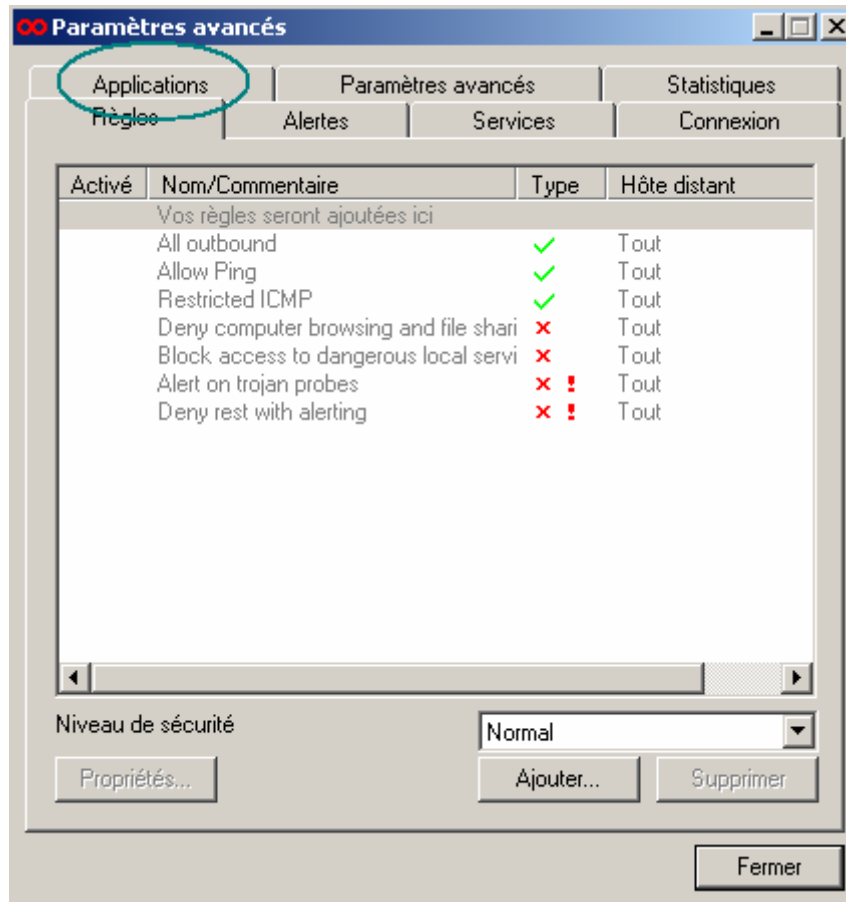 Paramètres avancés
Applications Paramètres avancés Statistiques
Règles Alertes Services Connexion
Activé Nom/Commentaire Type Hôte distant
Vos règles seront ajoutées ici
All outbound Tout
Allow Ping Tout
Restricted ICMP Tout
Deny computer browsing and file shari Tout
Block access to dangerous local servi Tout
Alert on trojan probes ! Tout
Deny rest with alerting ! Tout
Niveau de sécurité Normal
Propriétés... Ajouter... Supprimer
Fermer